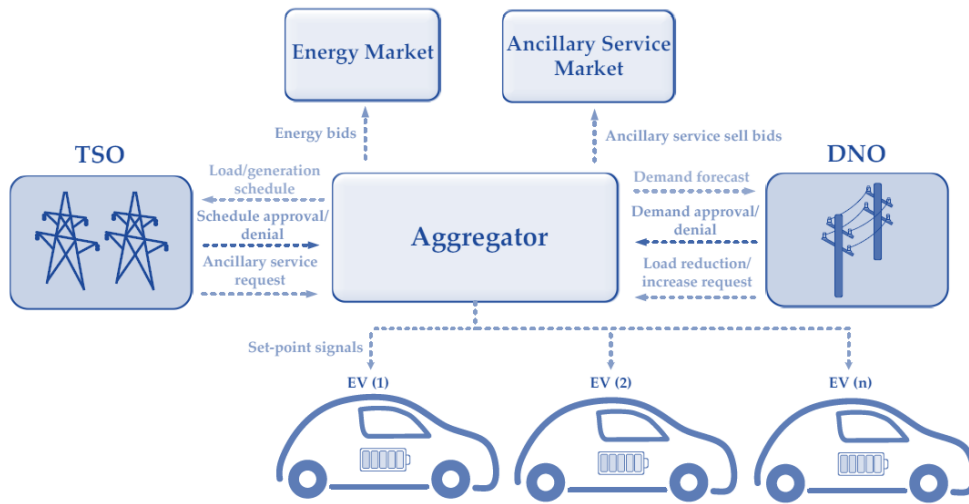 Energy Market
Ancillary Service
Market
Energy bids
Ancillary service sell bids
TSO
DNO
Load/generation
schedule
Schedule approval/
denial
Ancillary service
request
Aggregator
Demand forecast
Demand approval/
denial
Load reduction/
increase request
Set-point signals
EV (1)
EV (2)
EV (n)